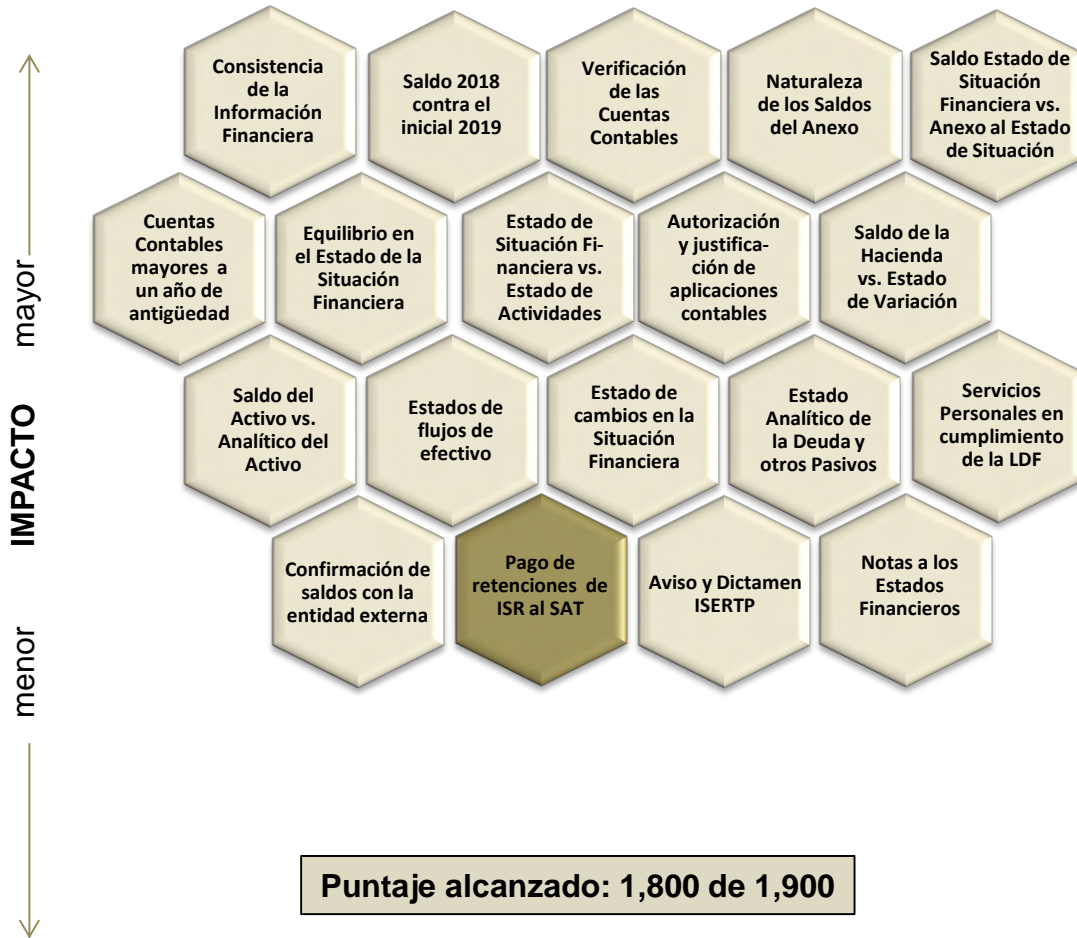 Consistencia
de la
Información
Financiera
Saldo 2018
contra el
inicial 2019
Verificación
de las
Cuentas
Contables
Naturaleza
de los Saldos
del Anexo
Saldo Estado de
Situación
Financiera vs.
Anexo al Estado
de Situación
Cuentas
Contables
mayores a
un año de
antigüedad
Equilibrio en
el Estado de la
Situación
Financiera
Estado de
Situación Fi-
nanciera vs.
Estado de
Actividades
Autorización
y justifica-
ción de
aplicaciones
contables
Saldo de la
Hacienda
vs. Estado
de Variación
Saldo del
Activo vs.
Analítico del
Activo
Estados de
flujos de
efectivo
Estado de
cambios en la
Situación
Financiera
Estado
Analítico de
la Deuda y
otros Pasivos
Servicios
Personales en
cumplimiento
de la LDF
Confirmación de
saldos con la
entidad externa
Pago de
retenciones de
ISR al SAT
Aviso y Dictamen
ISERTP
Notas a los
Estados
Financieros
mayor
IMPACTO
menor
Puntaje alcanzado: 1,800 de 1,900